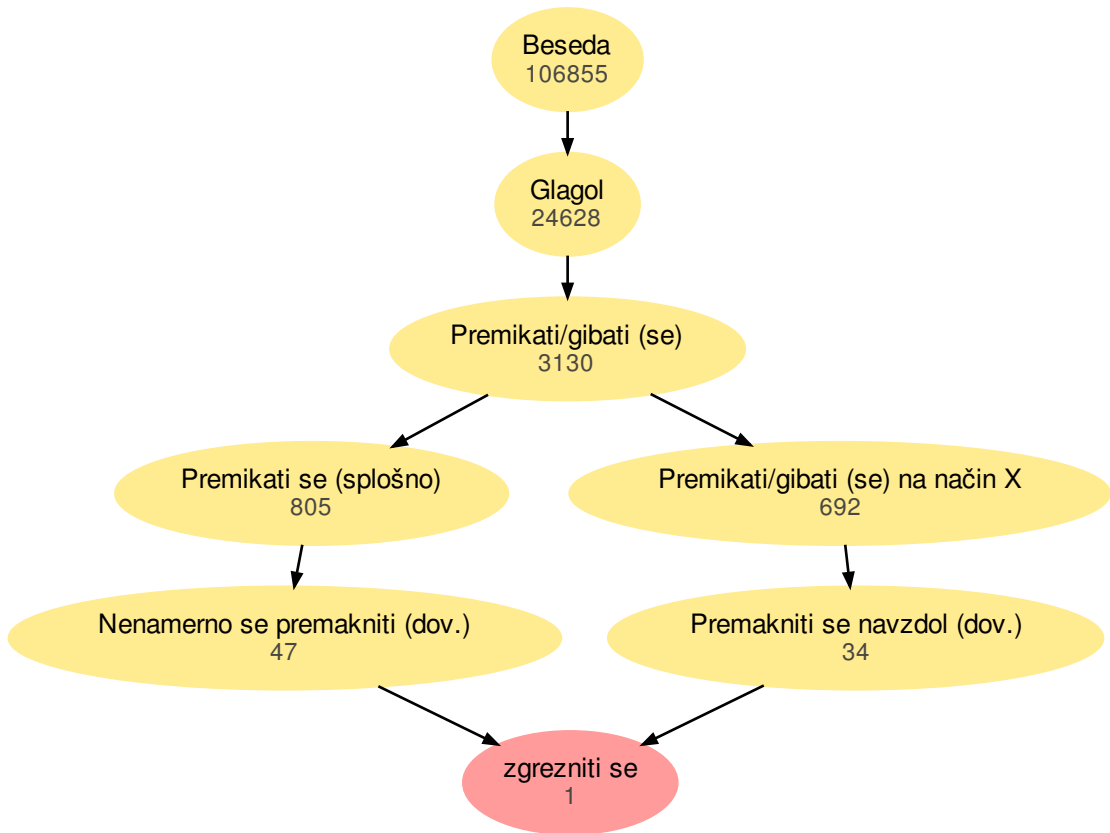 Beseda
106855
Glagol
24628
Premikati/gibati (se)
3130
Premikati se (splošno)
805
Premikati/gibati (se) na način X
692
Nenamerno se premakniti (dov.)
47
Premakniti se navzdol (dov.)
34
zgrezniti se
1